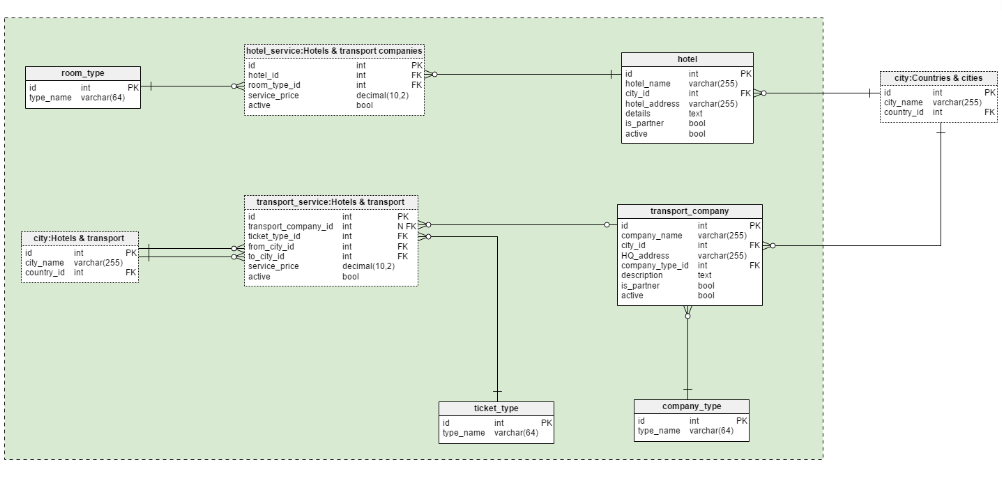 room_type
id int PK
type_name varchar(64)
hotel_service:Hotels & transport companies
id int PK
hotel_id int FK
room_type_id int FK
service_price decimal(10,2)
active bool
hotel
id int PK
hotel_name varchar(255)
city_id int FK
hotel_address varchar(255)
details text
is_partner bool
active bool
city:Countries & cities
id int PK
city_name varchar(255)
country_id int FK
city:Hotels & transport
id int PK
city_name varchar(255)
country_id int FK
transport_service:Hotels & transport
id int PK
transport_company_id int N FK
ticket_type_id int FK
from_city_id int FK
to_city_id int FK
service_price decimal(10,2)
active bool
transport_company
id int PK
company_name varchar(255)
city_id int FK
HQ_address varchar(255)
company_type_id int FK
description text
is_partner bool
active bool
ticket_type
id int PK
type_name varchar(64)
company_type
id int PK
type_name varchar(64)